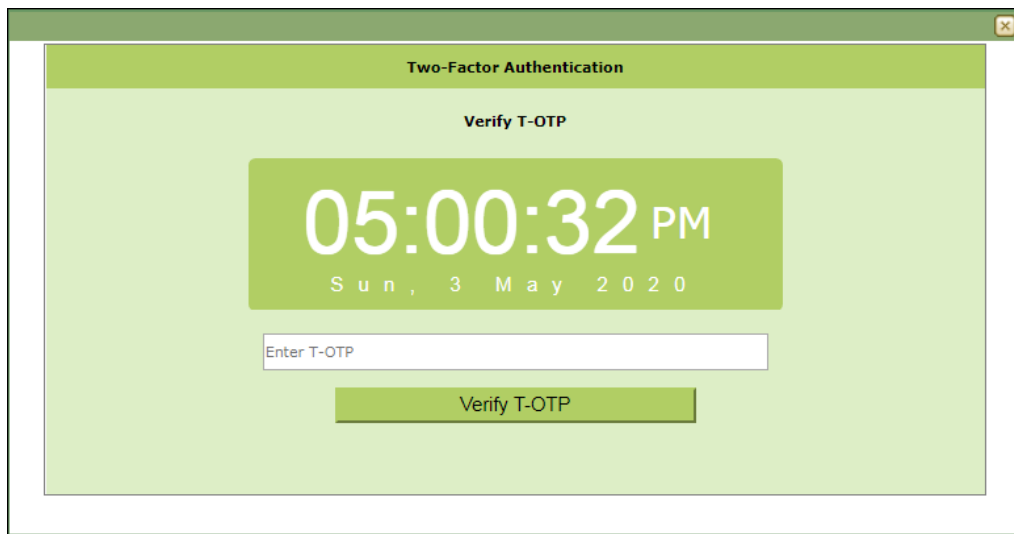 Two-Factor Authentication
Verify T-OTP
05:00:32 PM
Sun, 3 May 2020
Enter T-OTP
Verify T-OTP